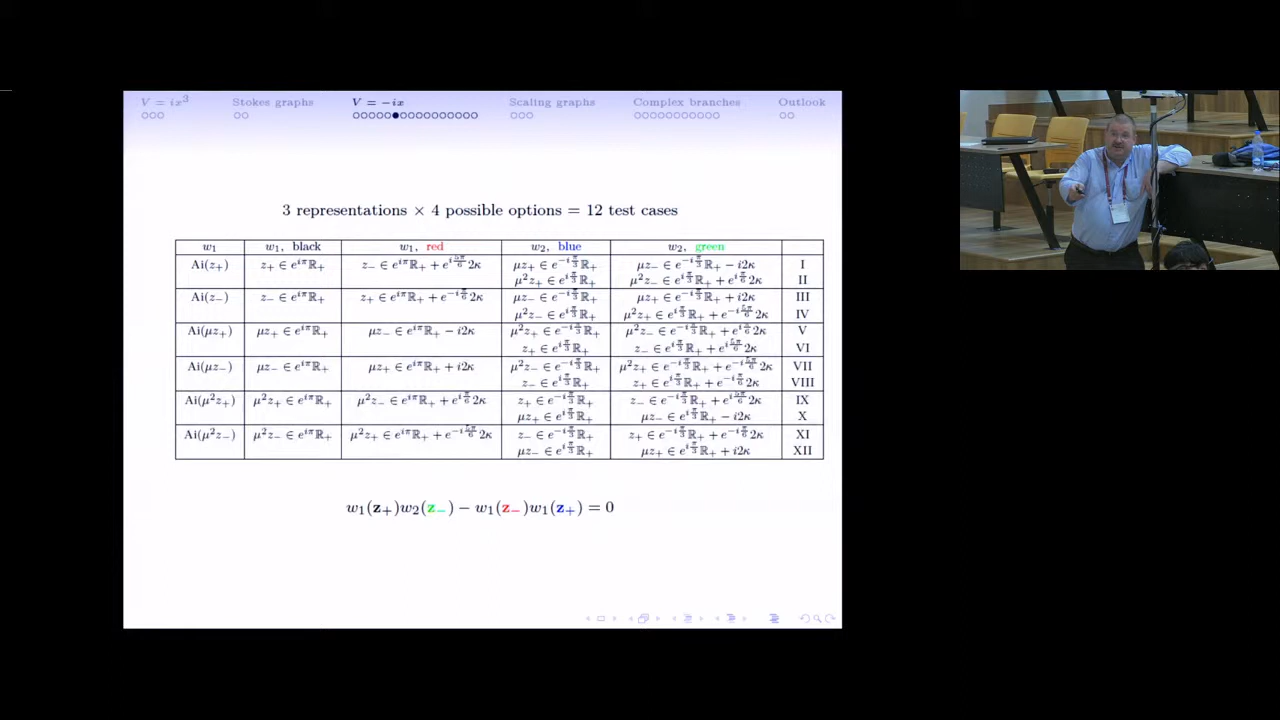 V = ix³ Stokes graphs V = −ix Scaling graphs Complex branches Outlook
3 representations × 4 possible options = 12 test cases
w₁ w₁, black w₁, red w₂, blue w₂, green
Ai(z₊) z₊ ∈ e^{iπ}ℝ₊ z₋ ∈ e^{iπ}ℝ₊ + e^{i5π/6}2κ μz₊ ∈ e^{−iπ/3}ℝ₊ μz₋ ∈ e^{−iπ/3}ℝ₊ − i2κ I
μ²z₊ ∈ e^{iπ/3}ℝ₊ μ²z₋ ∈ e^{iπ/3}ℝ₊ + e^{iπ/6}2κ II
Ai(z₋) z₋ ∈ e^{iπ}ℝ₊ z₊ ∈ e^{iπ}ℝ₊ + e^{−iπ/6}2κ μz₋ ∈ e^{−iπ/3}ℝ₊ μz₊ ∈ e^{−iπ/3}ℝ₊ + i2κ III
μ²z₋ ∈ e^{iπ/3}ℝ₊ μ²z₊ ∈ e^{iπ/3}ℝ₊ + e^{−i5π/6}2κ IV
Ai(μz₊) μz₊ ∈ e^{iπ}ℝ₊ μz₋ ∈ e^{iπ}ℝ₊ − i2κ μ²z₊ ∈ e^{−iπ/3}ℝ₊ μ²z₋ ∈ e^{−iπ/3}ℝ₊ + e^{iπ/6}2κ V
z₊ ∈ e^{iπ/3}ℝ₊ z₋ ∈ e^{iπ/3}ℝ₊ + e^{i5π/6}2κ VI
Ai(μz₋) μz₋ ∈ e^{iπ}ℝ₊ μz₊ ∈ e^{iπ}ℝ₊ + i2κ μ²z₋ ∈ e^{−iπ/3}ℝ₊ μ²z₊ ∈ e^{−iπ/3}ℝ₊ + e^{−i5π/6}2κ VII
z₋ ∈ e^{iπ/3}ℝ₊ z₊ ∈ e^{iπ/3}ℝ₊ + e^{−iπ/6}2κ VIII
Ai(μ²z₊) μ²z₊ ∈ e^{iπ}ℝ₊ μ²z₋ ∈ e^{iπ}ℝ₊ + e^{iπ/6}2κ z₊ ∈ e^{−iπ/3}ℝ₊ z₋ ∈ e^{−iπ/3}ℝ₊ + e^{i5π/6}2κ IX
μz₊ ∈ e^{iπ/3}ℝ₊ μz₋ ∈ e^{iπ/3}ℝ₊ − i2κ X
Ai(μ²z₋) μ²z₋ ∈ e^{iπ}ℝ₊ μ²z₊ ∈ e^{iπ}ℝ₊ + e^{−i5π/6}2κ z₋ ∈ e^{−iπ/3}ℝ₊ z₊ ∈ e^{−iπ/3}ℝ₊ + e^{−iπ/6}2κ XI
μz₋ ∈ e^{iπ/3}ℝ₊ μz₊ ∈ e^{iπ/3}ℝ₊ + i2κ XII
w₁(z₊)w₂(z₋) − w₁(z₋)w₁(z₊) = 0